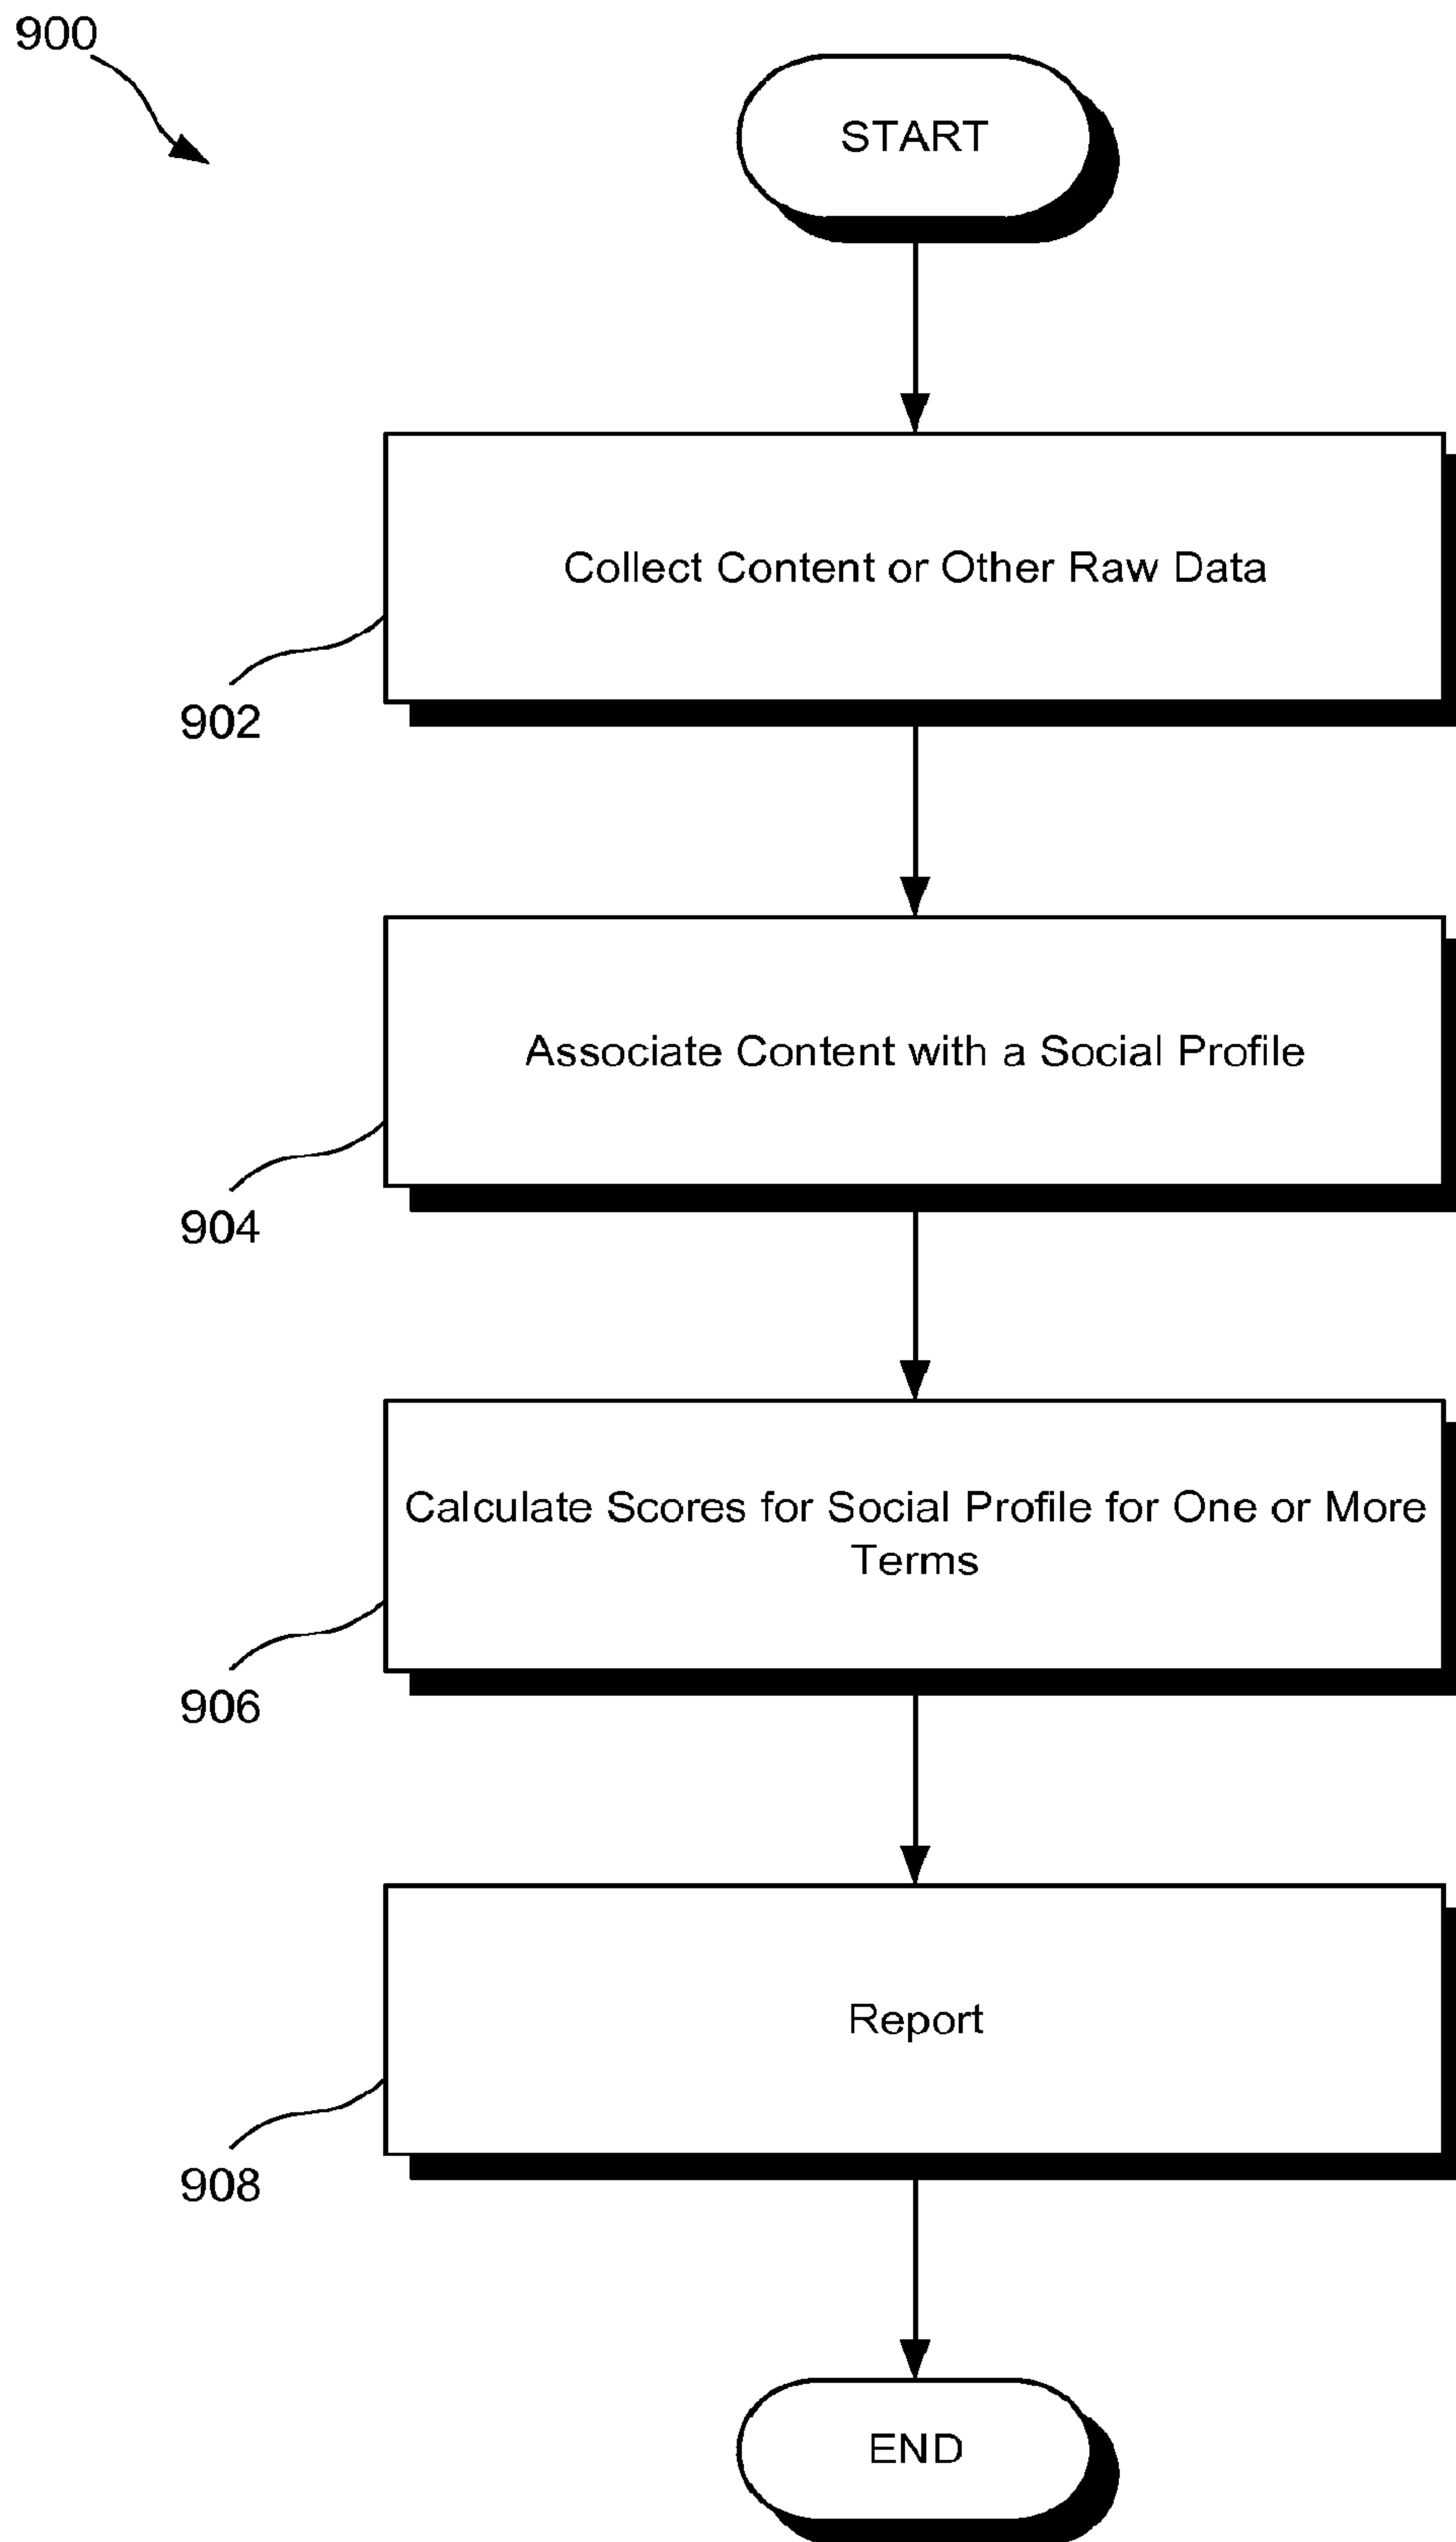 900
START
Collect Content or Other Raw Data
902
Associate Content with a Social Profile
904
Calculate Scores for Social Profile for One or More
Terms
906
Report
908
END